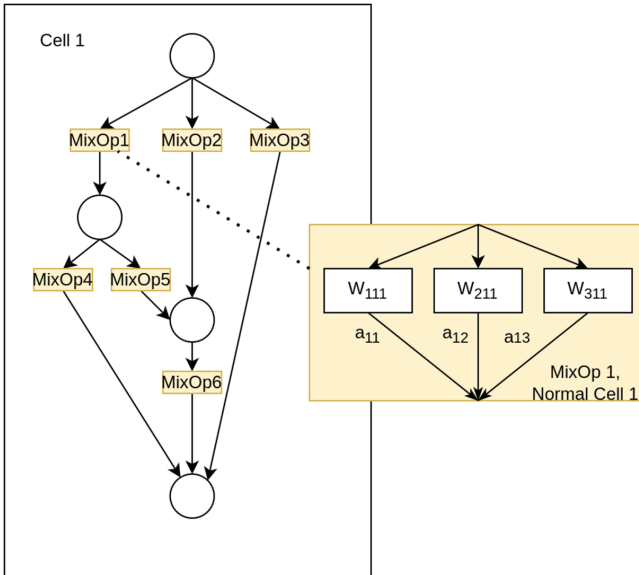 Cell 1
MixOp1
MixOp2
MixOp3
MixOp4
MixOp5
W111
W211
W311
a11
a12
a13
MixOp6
MixOp 1,
Normal Cell 1